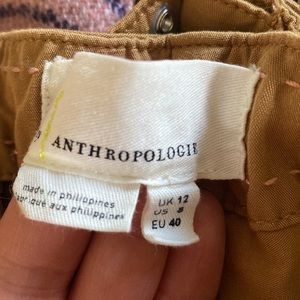 ANTHROPOLOGIE
made in philippines
fabriqué aux philippines
UK 12
US 8
EU 40